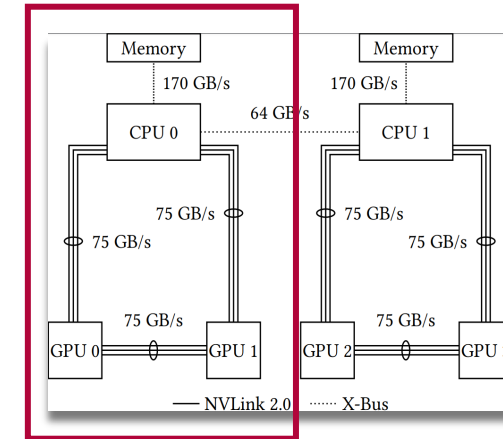 Memory Memory
170 GB/s 170 GB/s
64 GB/s
CPU 0 CPU 1
75 GB/s 75 GB/s
75 GB/s 75 GB/s
75 GB/s 75 GB/s
GPU 0 GPU 1 GPU 2 GPU
NVLink 2.0 X-Bus